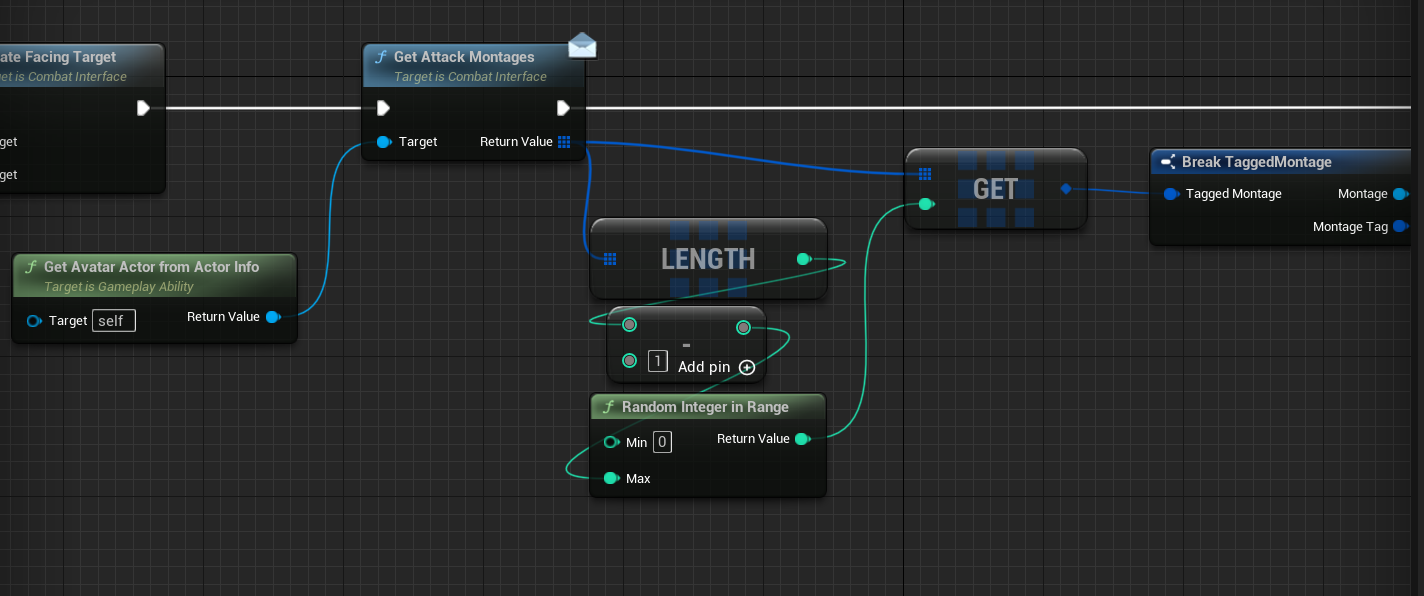 ate Facing Target
get is Combat Interface
get
get
Get Attack Montages
Target is Combat Interface
Target
Return Value
Get Avatar Actor from Actor Info
Target is Gameplay Ability
Target self
Return Value
LENGTH
-
1
Add pin
Random Integer in Range
Min 0
Return Value
Max
GET
Break TaggedMontage
Tagged Montage
Montage
Montage Tag